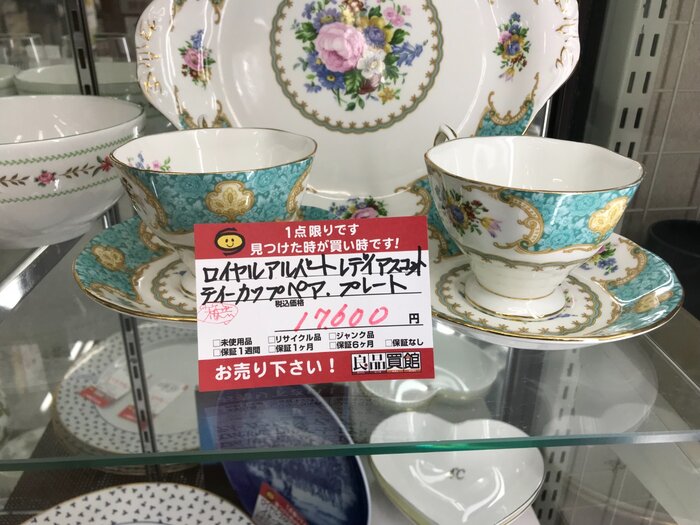 1点限りです
見つけた時が買い時です!
ロイヤルアルバートレディアスコット
ティーカップペア.プレート
税込価格
17600円
□未使用品 □リサイクル品 □ジャンク品
□保証1週間 □保証1ヶ月 □保証6ヶ月 □保証なし
お売り下さい! 良品買館